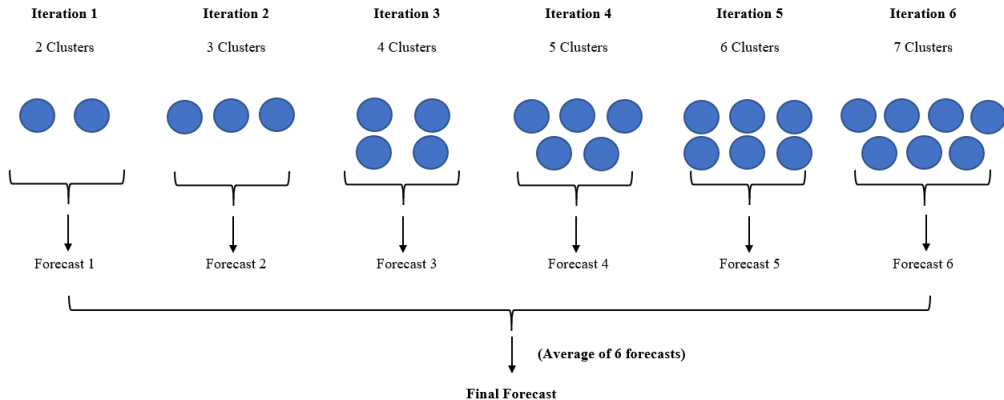 Iteration 1 Iteration 2 Iteration 3 Iteration 4 Iteration 5 Iteration 6
2 Clusters 3 Clusters 4 Clusters 5 Clusters 6 Clusters 7 Clusters
Forecast 1 Forecast 2 Forecast 3 Forecast 4 Forecast 5 Forecast 6
(Average of 6 forecasts)
Final Forecast